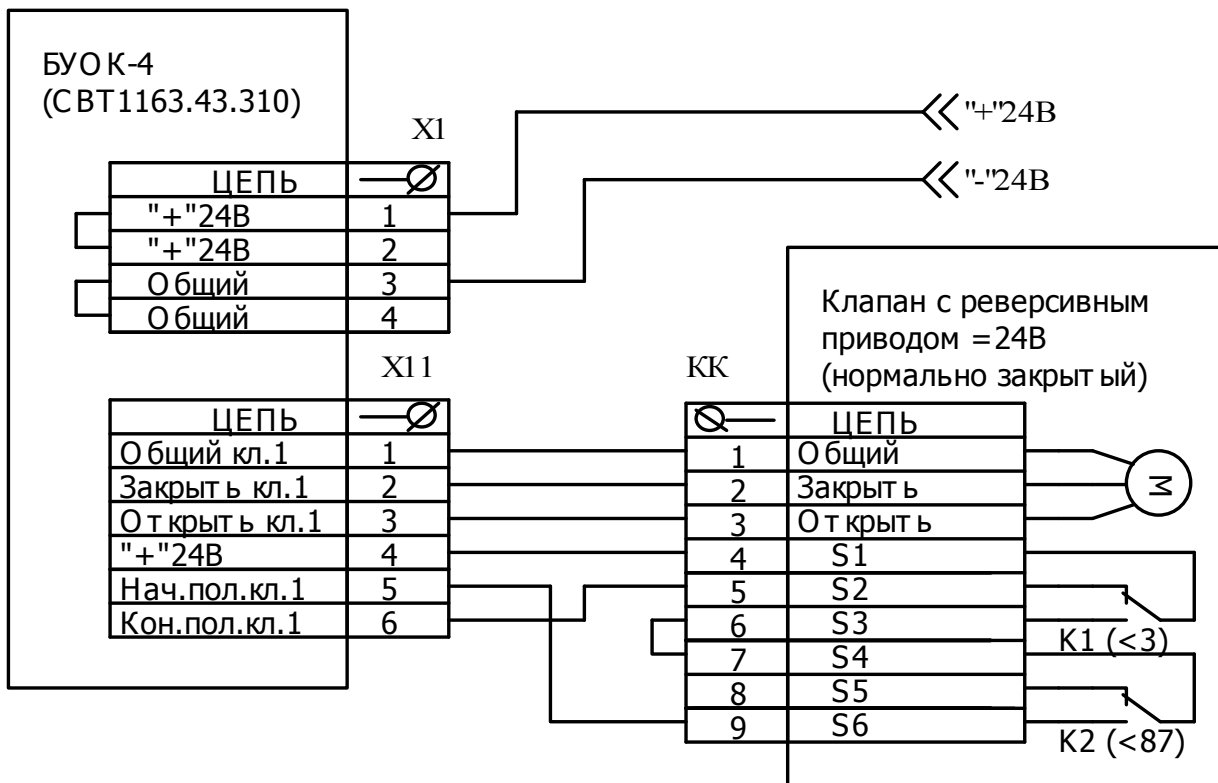 БУОК-4
(СВТ1163.43.310)
X1
ЦЕПЬ
"+"24В 1
"+"24В 2
Общий 3
Общий 4
"+"24В
"-"24В
X11
ЦЕПЬ
Общий кл.1 1
Закрыть кл.1 2
Открыть кл.1 3
"+"24В 4
Нач.пол.кл.1 5
Кон.пол.кл.1 6
Клапан с реверсивным
приводом =24В
(нормально закрытый)
КК
ЦЕПЬ
1 Общий
2 Закрыть
3 Открыть
4 S1
5 S2
6 S3
7 S4
8 S5
9 S6
М
К1 (<3)
К2 (<87)